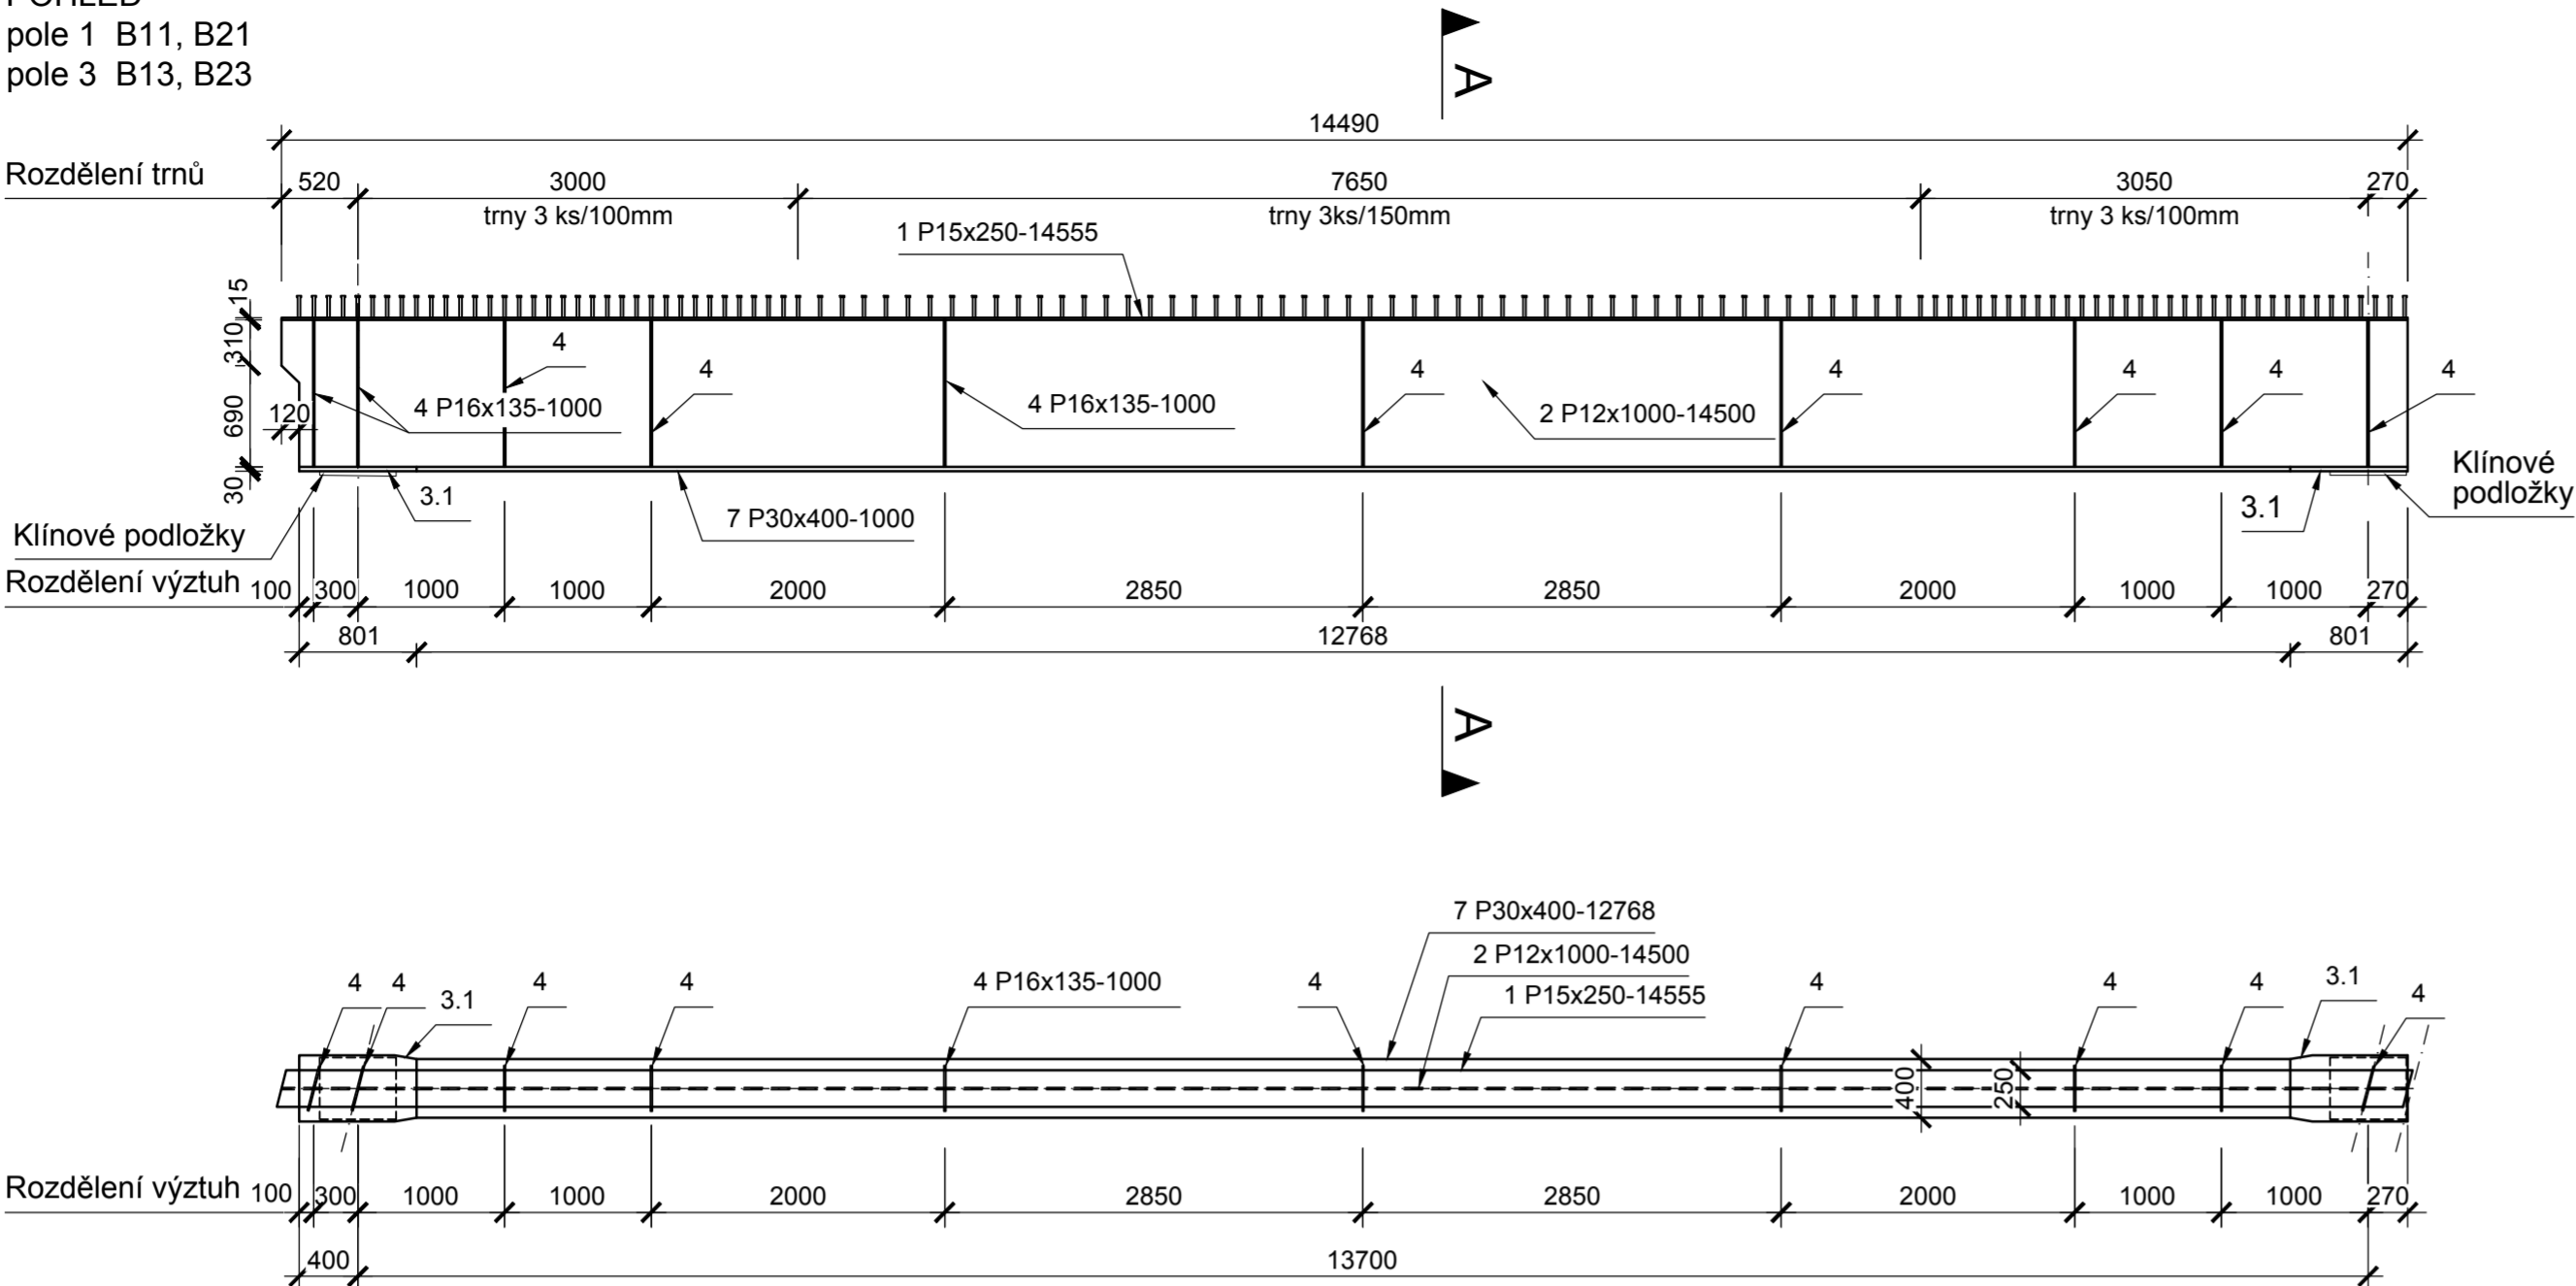 POHLED
pole 1 B11, B21
pole 3 B13, B23
A
14490
Rozdělení trnů
520
3000
7650
3050
270
trny 3 ks/100mm
trny 3ks/150mm
trny 3 ks/100mm
1 P15x250-14555
15
310
690
30
120
4 P16x135-1000
4
4
4 P16x135-1000
4
2 P12x1000-14500
4
4
4
4
Klínové
podložky
3.1
7 P30x400-1000
3.1
Klínové podložky
Rozdělení výztuh
100
300
1000
1000
2000
2850
2850
2000
1000
1000
270
801
12768
801
A
7 P30x400-12768
2 P12x1000-14500
1 P15x250-14555
4
4
3.1
4
4
4 P16x135-1000
4
4
4
4
3.1
4
400
250
Rozdělení výztuh
100
300
1000
1000
2000
2850
2850
2000
1000
1000
270
400
13700